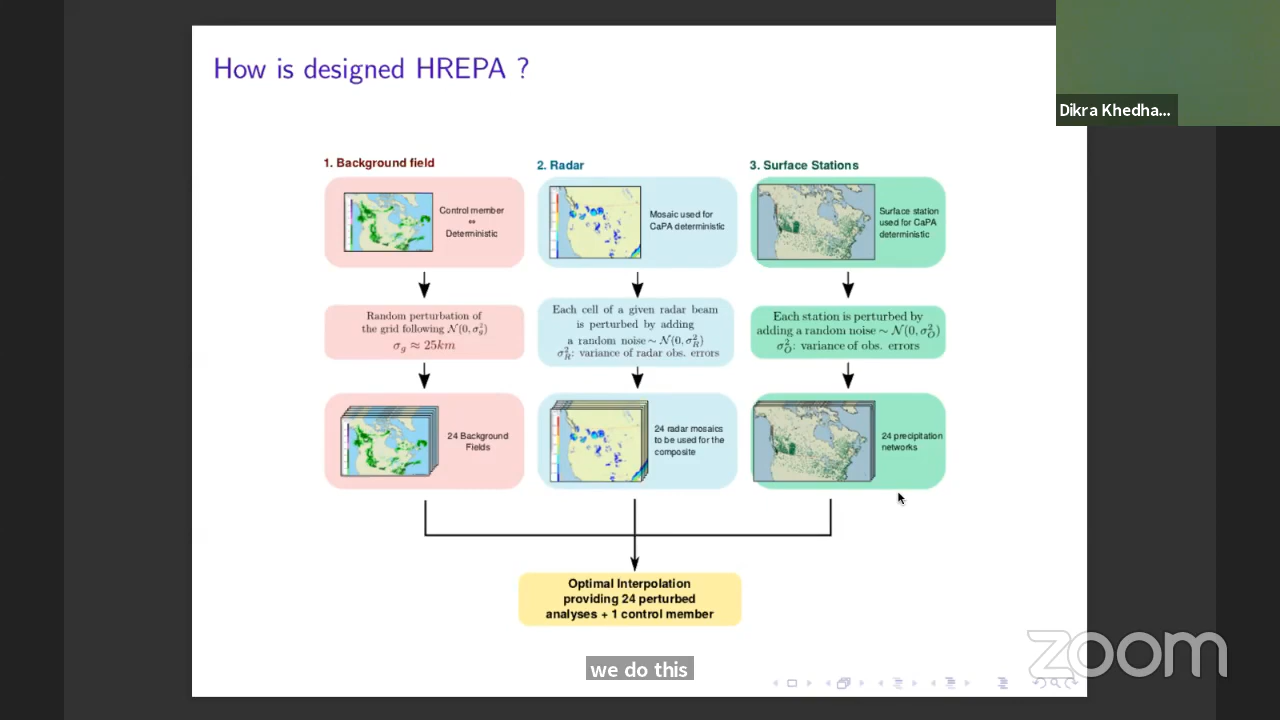 How is designed HREPA ?
Dikra Khedha...
1. Background field
Control member
⇔
Deterministic
Random perturbation of
the grid following 𝒩(0, σ_g²)
σ_g ≈ 25km
24 Background
Fields
2. Radar
Mosaic used for
CaPA deterministic
Each cell of a given radar beam
is perturbed by adding
a random noise ∼ 𝒩(0, σ_R²)
σ_R²: variance of radar obs. errors
24 radar mosaics
to be used for the
composite
3. Surface Stations
Surface station
used for CaPA
deterministic
Each station is perturbed by
adding a random noise ∼ 𝒩(0, σ_O²)
σ_O²: variance of obs. errors
24 precipitation
networks
Optimal Interpolation
providing 24 perturbed
analyses + 1 control member
we do this
zoom